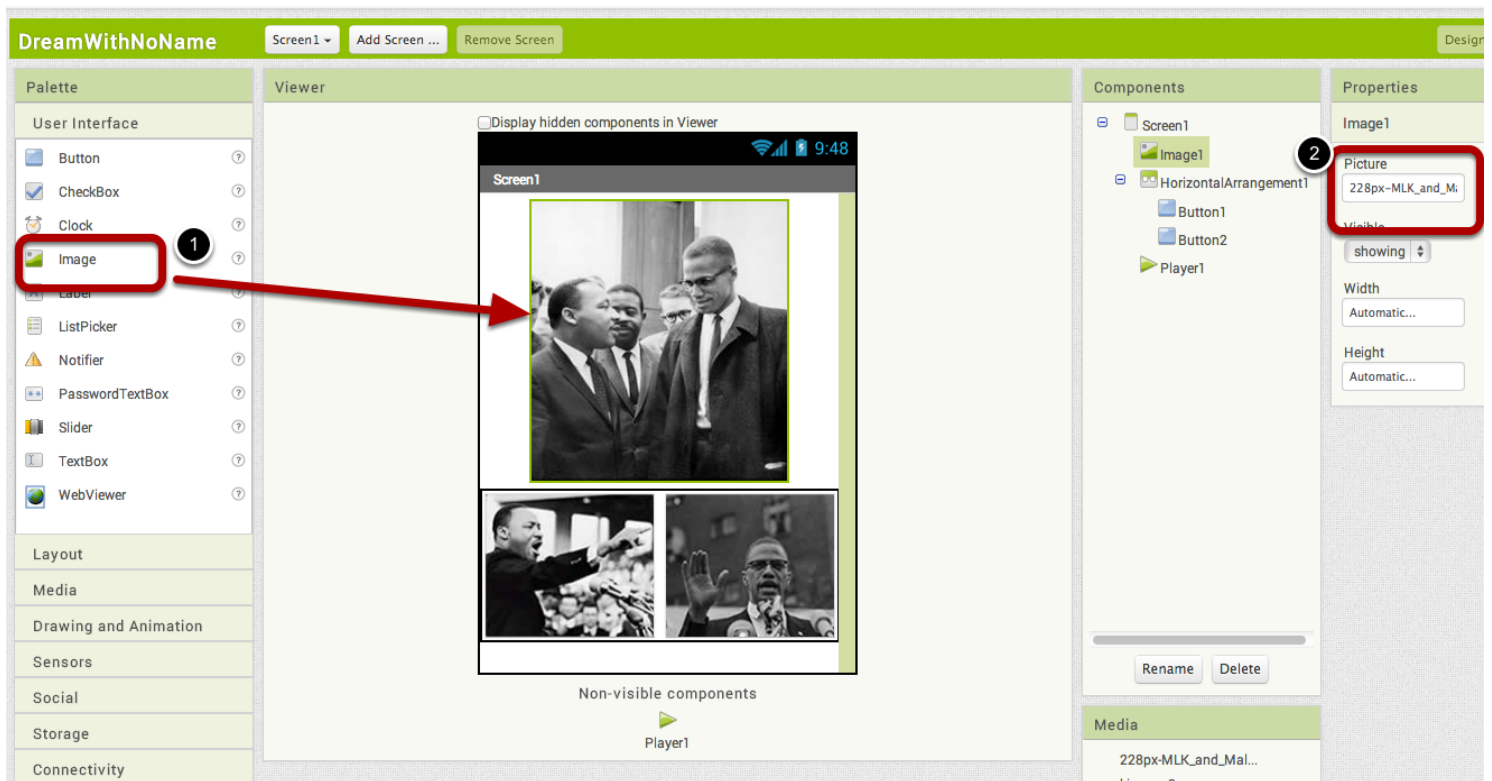 DreamWithNoName
Screen1
Add Screen ...
Remove Screen
Palette
User Interface
Button
CheckBox
Clock
Image
1
Label
ListPicker
Notifier
PasswordTextBox
Slider
TextBox
WebViewer
Layout
Media
Drawing and Animation
Sensors
Social
Storage
Connectivity
Viewer
Display hidden components in Viewer
9:48
Screen1
Non-visible components
Player1
Components
Screen1
Image1
HorizontalArrangement1
Button1
Button2
Player1
Rename Delete
Media
228px-MLK_and_Mal...
Design
Properties
Image1
2
Picture
228px-MLK_and_Ma
Visible
showing
Width
Automatic...
Height
Automatic...